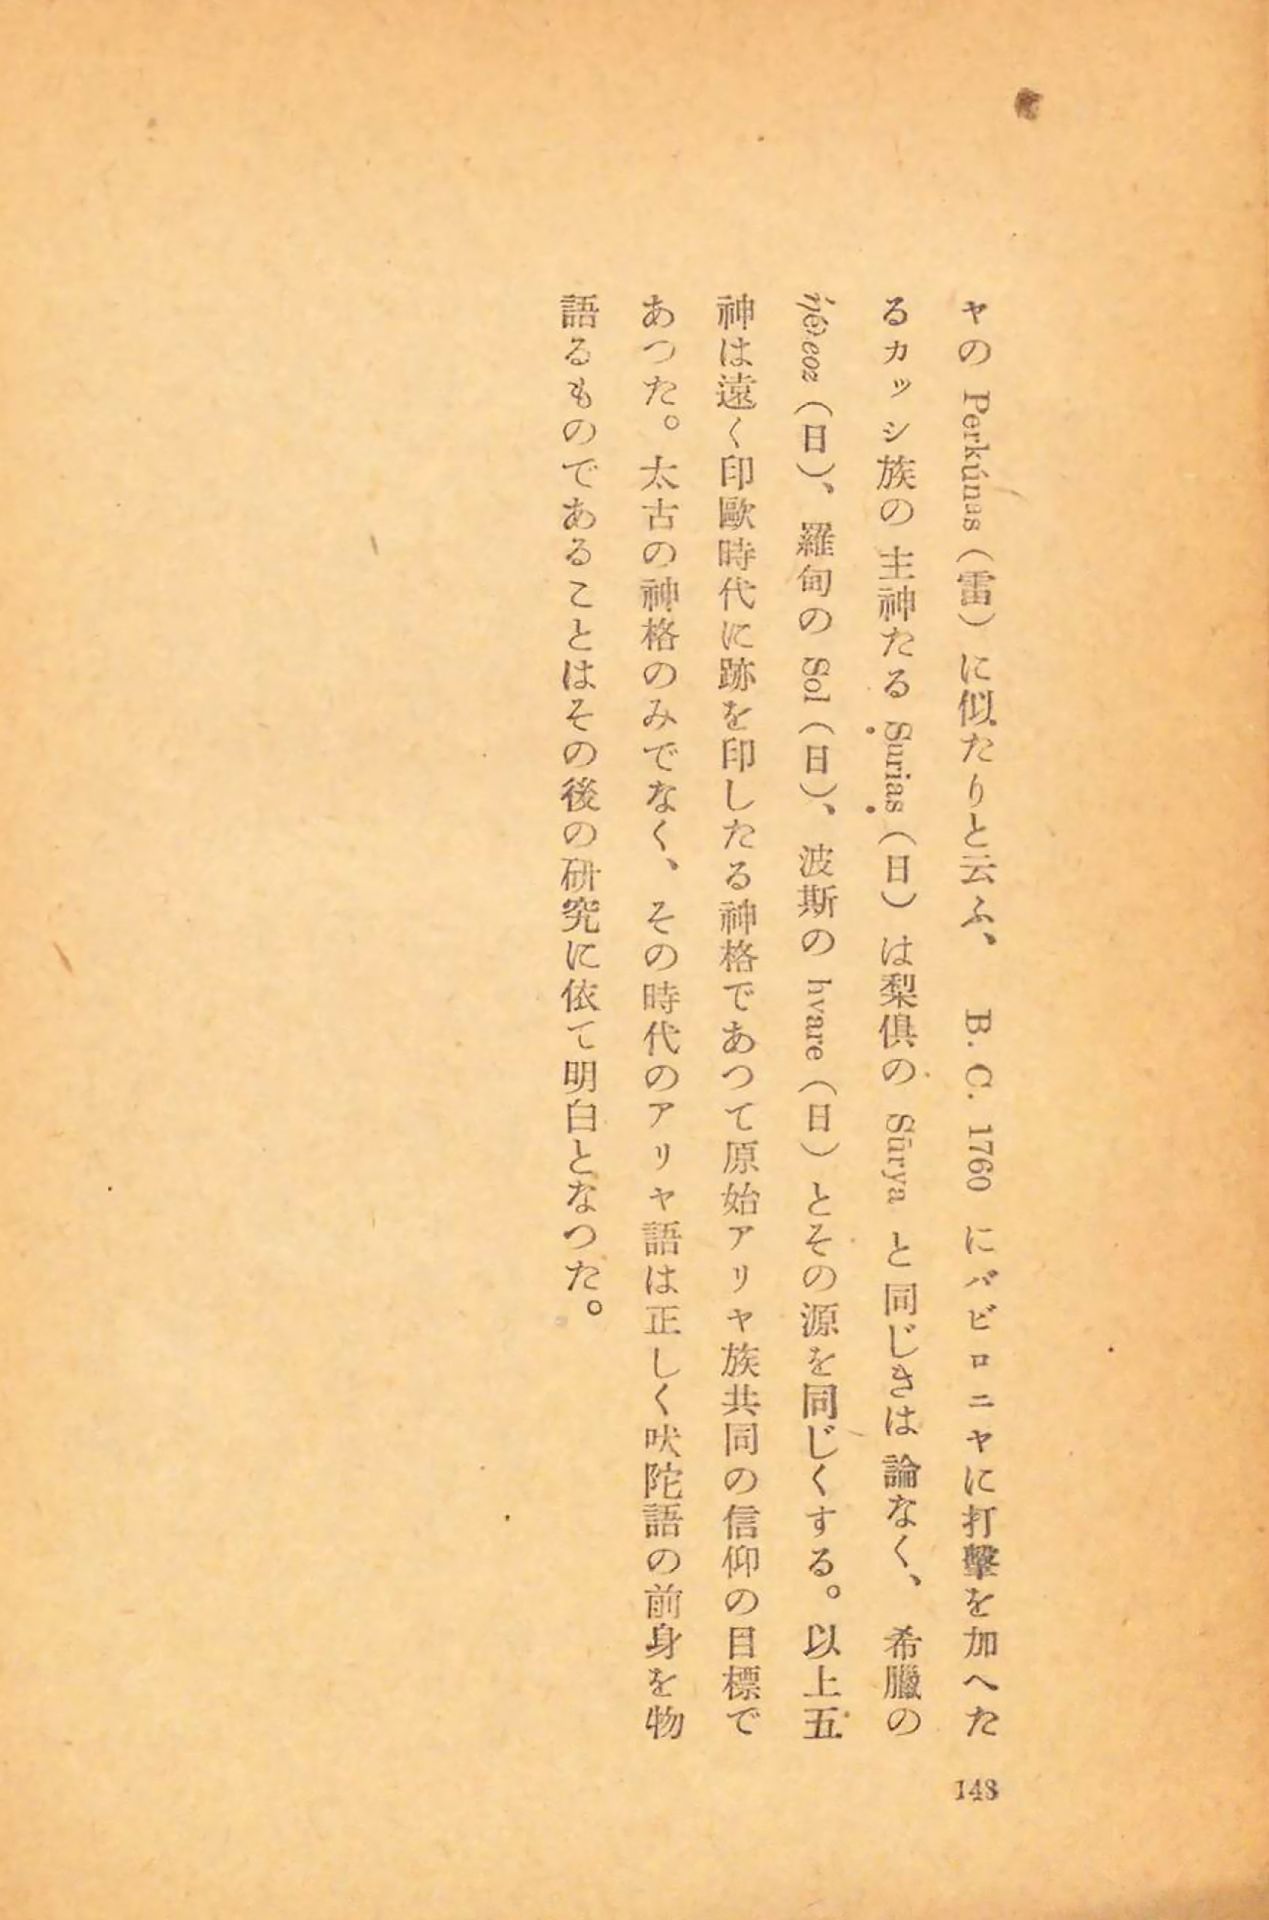 ャの Perkúnas（雷）に似たりと云ふ、 B. C. 1760 にバビロニヤに打擊を加へた
るカッシ族の主神たる Surias（日）は梨倶の Sūrya と同じきは論なく、希臘の
（日）、羅甸の Sol（日）、波斯の hvare（日）とその源を同じくする。以上五
神は遠く印歐時代に跡を印したる神格であつて原始アリヤ族共同の信仰の目標で
あつた。太古の神格のみでなく、その時代のアリヤ語は正しく吠陀語の前身を物
語るものであることはその後の研究に依て明白となつた。
148